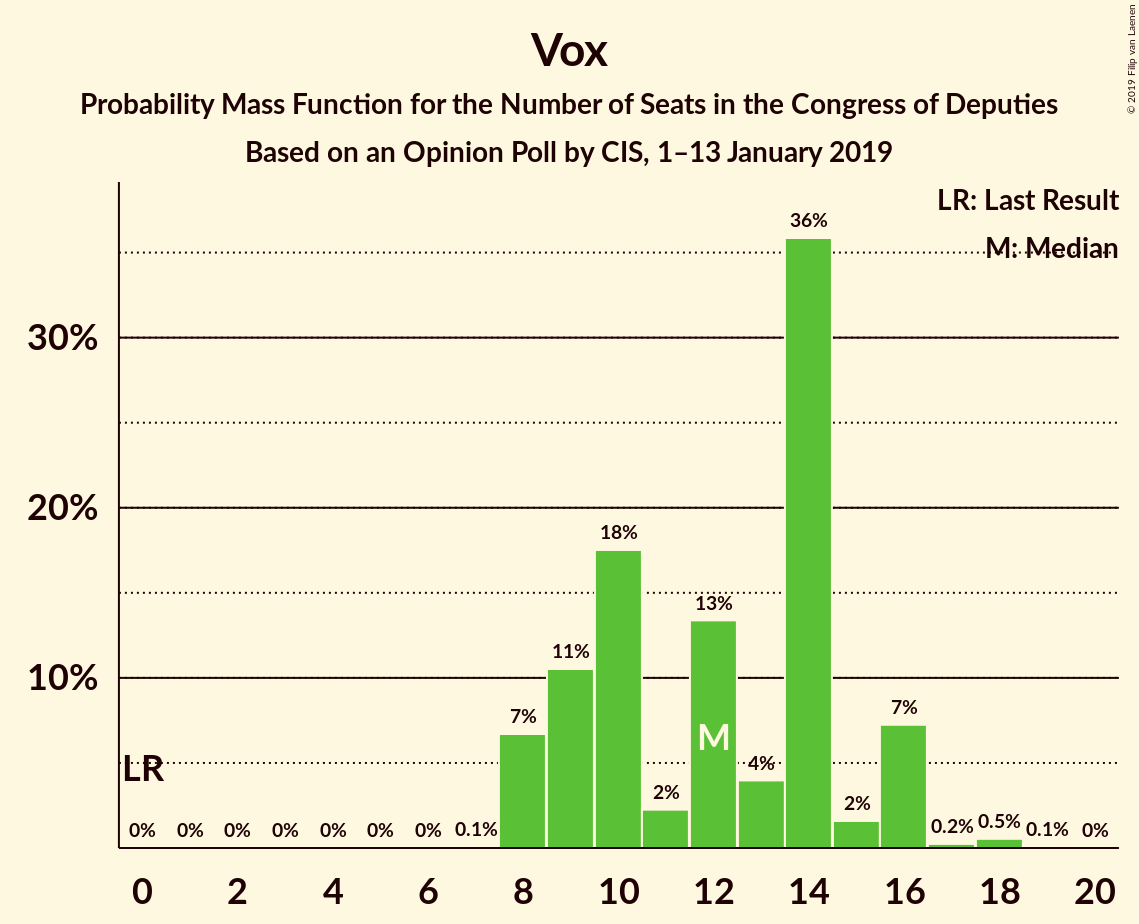 Vox
Probability Mass Function for the Number of Seats in the Congress of Deputies
Based on an Opinion Poll by CIS, 1–13 January 2019
© 2019 Filip van Laenen
LR: Last Result
M: Median
36%
30%
20%
18%
13%
11%
10%
7%
7%
M
4%
LR
2%
2%
0% 0% 0% 0% 0% 0% 0% 0.1% 0.2% 0.5% 0.1% 0%
0 2 4 6 8 10 12 14 16 18 20